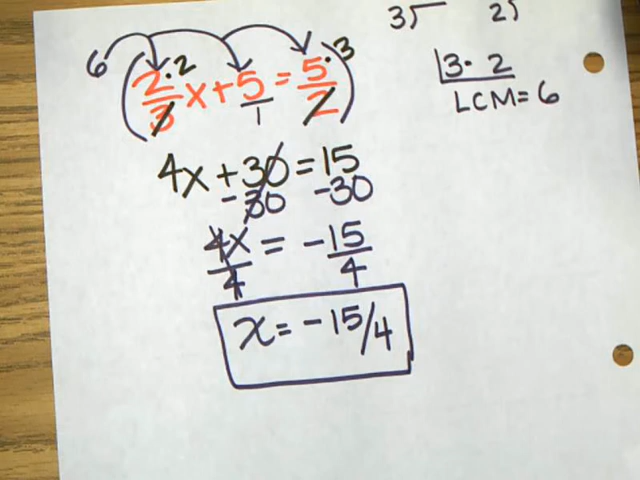 3 2
6 ( 2/3 · 2 x + 5/1 = 5/2 · 3 )
3 · 2
LCM = 6
4x + 30 = 15
- 30 - 30
4x/4 = -15/4
x = -15/4